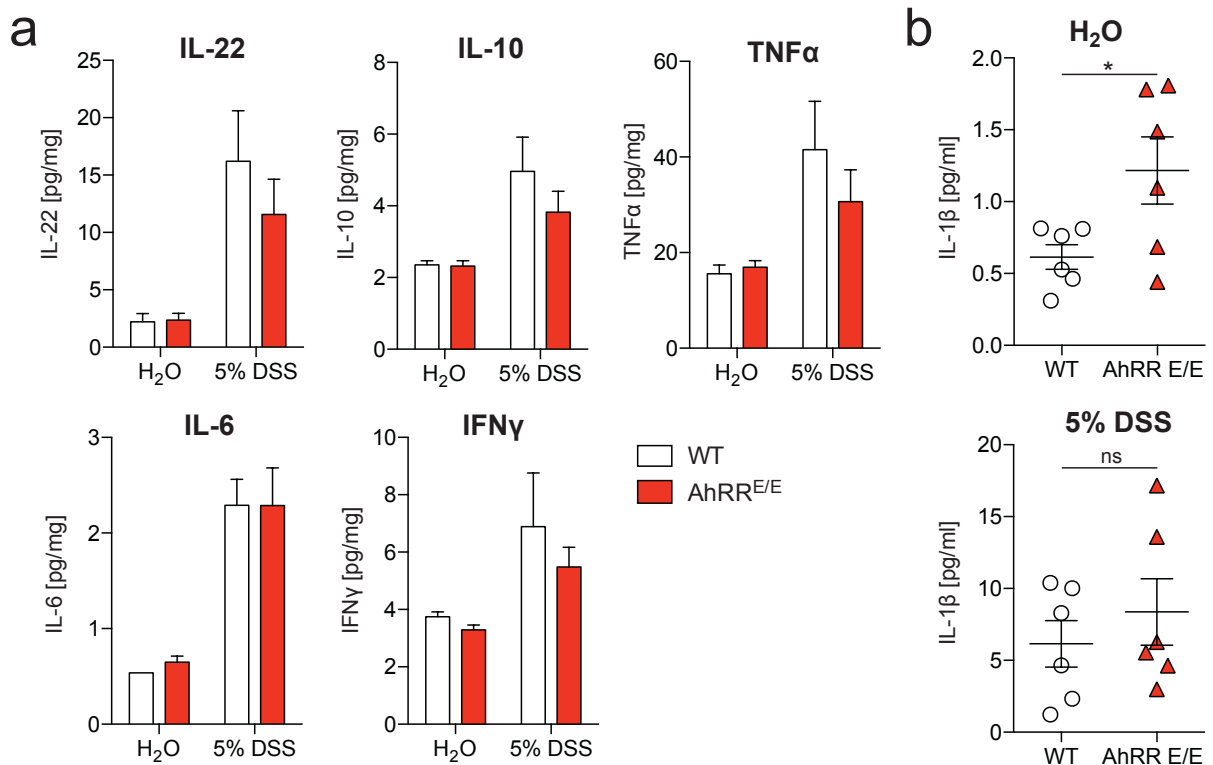 a
IL-22
IL-22 [pg/mg]
25
20
15
10
5
0
H₂O 5% DSS
IL-10
IL-10 [pg/mg]
8
6
4
2
0
H₂O 5% DSS
TNFα
TNFα [pg/mg]
60
40
20
0
H₂O 5% DSS
b
H₂O
*
IL-1β [pg/ml]
2.0
1.5
1.0
0.5
0.0
WT AhRR E/E
IL-6
IL-6 [pg/mg]
3
2
1
0
H₂O 5% DSS
IFNγ
IFNγ [pg/mg]
10
8
6
4
2
0
H₂O 5% DSS
WT
AhRR^E/E
5% DSS
ns
IL-1β [pg/ml]
20
15
10
5
0
WT AhRR E/E